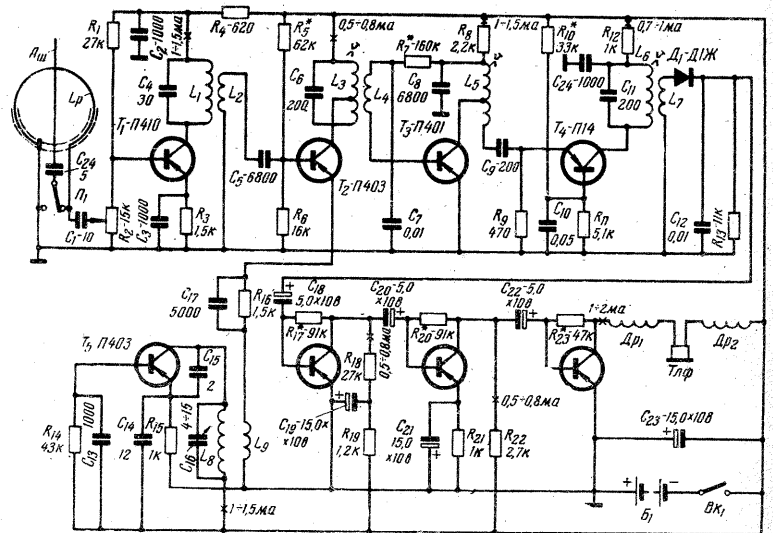 R₁
27к
C₂-1000
1÷1,5ма
R₄-620
R₅*
62к
0,5÷0,8ма
R₇*-160к
R₈
2,2к
1÷1,5ма
R₁₀*
33к
0,7÷1ма
R₁₂
1к
L₆
Д₁-Д1Ж
Аш
Lр
C₄
30
L₁
L₂
C₆
200
L₃
L₄
C₈
6800
L₅
C₂₄-1000
C₁₁
200
L₇
T₁-П410
T₃-П401
T₄-П14
C₂₄
5
П₁
C₅-6800
T₂-П403
C₉-200
C₁-10
R₂-15к
C₃-1000
R₃
1,5к
R₆
16к
C₇
0,01
R₉
470
C₁₀
0,05
R₁₁
5,1к
C₁₂
0,01
R₁₃-11к
C₁₇
5000
R₁₆
1,5к
C₁₈
5,0×10в
C₂₀-5,0
×10в
C₂₂-5,0
×10в
1÷2ма
T₅ П403
C₁₅
2
R₁₇*-91к
R₁₈
27к
0,5÷0,8ма
R₂₀*-91к
R₂₃*-47к
Др₁
Тлф
Др₂
R₁₄
43к
1000
C₁₃
C₁₄
12
R₁₅
1к
4÷15
C₁₆
L₈
L₉
C₁₉-15,0×
×10в
R₁₉
1,2к
C₂₁
15,0
×10в
R₂₁
1к
0,5÷0,8ма
R₂₂
2,7к
C₂₃-15,0×10в
1÷1,5ма
Б₁
Вк₁